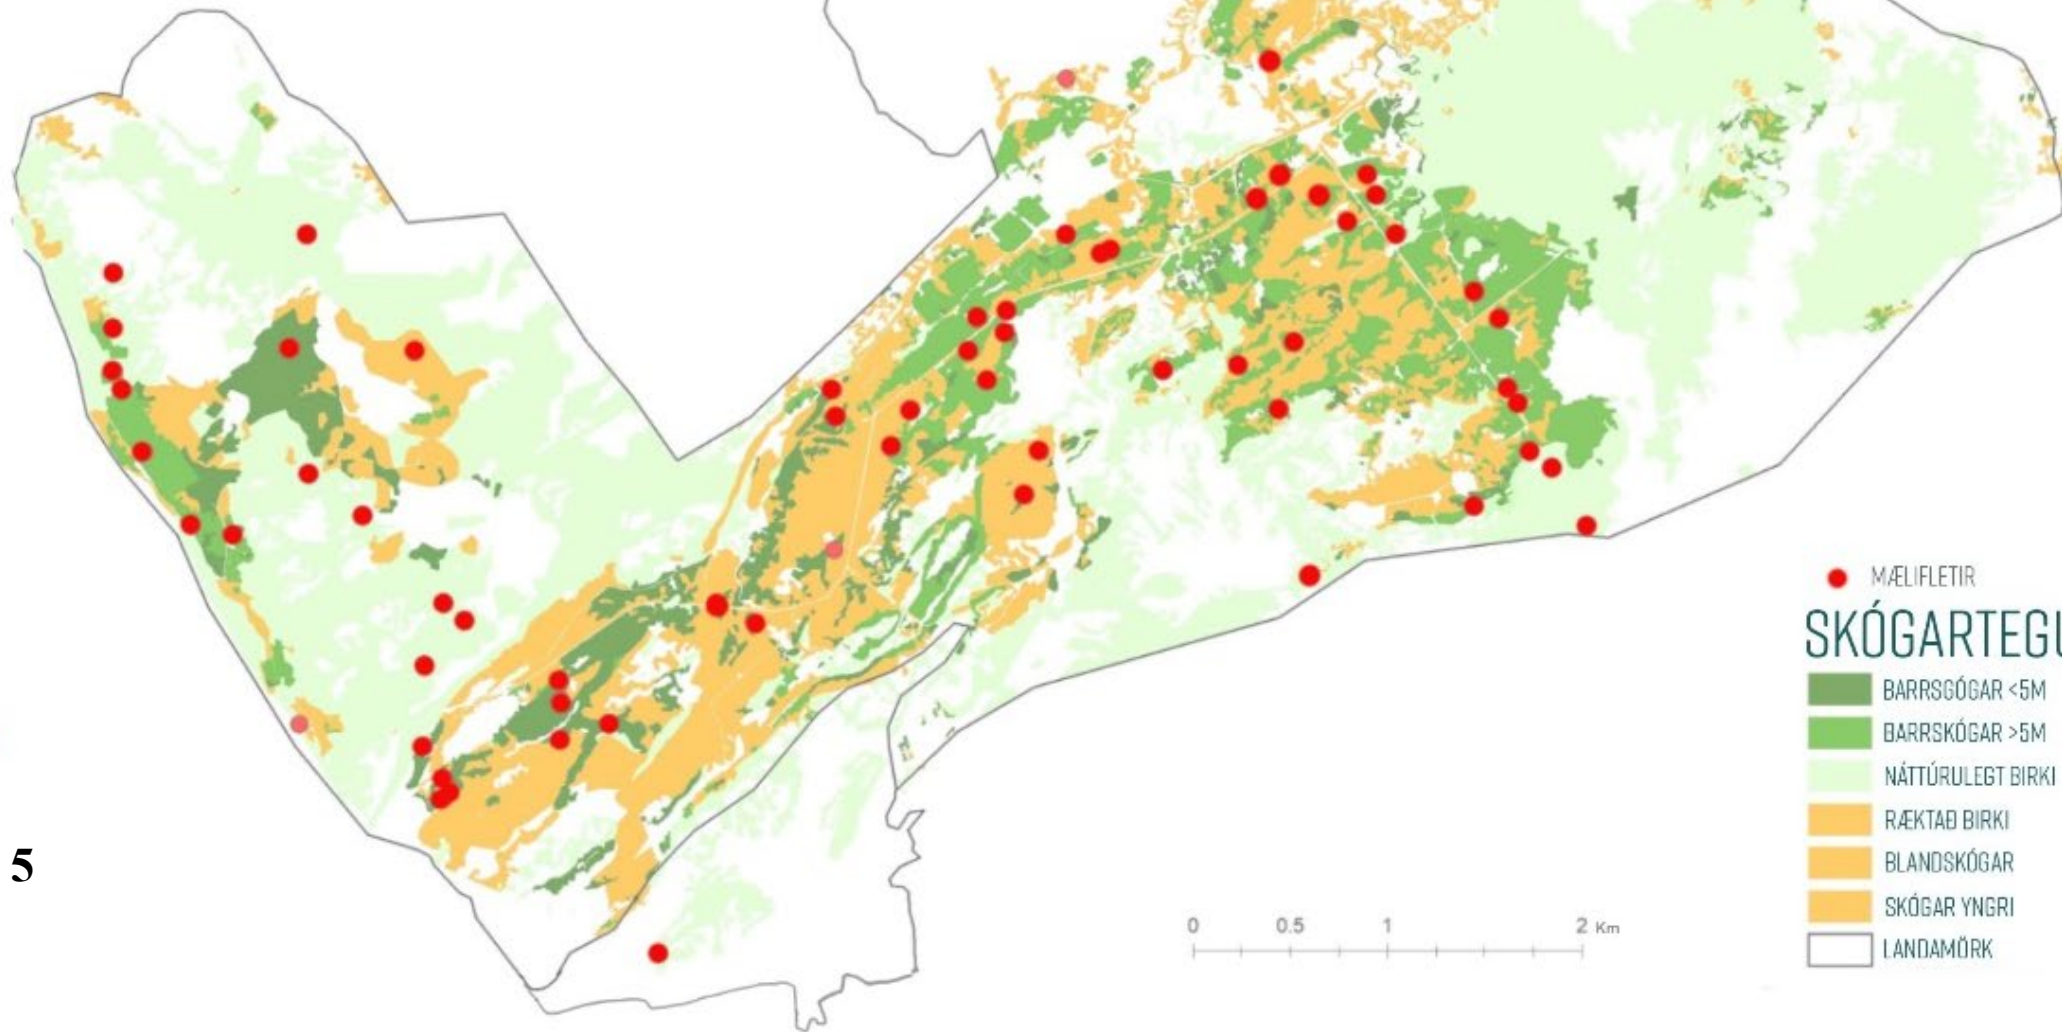 MÆLIFLETIR
SKÓGARTEGU
BARRSGÓGAR <5M
BARRSKÓGAR >5M
NÁTTÚRULEGT BIRKI
RÆKTAÐ BIRKI
BLANDSKÓGAR
SKÓGAR YNGRI
LANDAMÖRK
0 0.5 1 2 Km
5